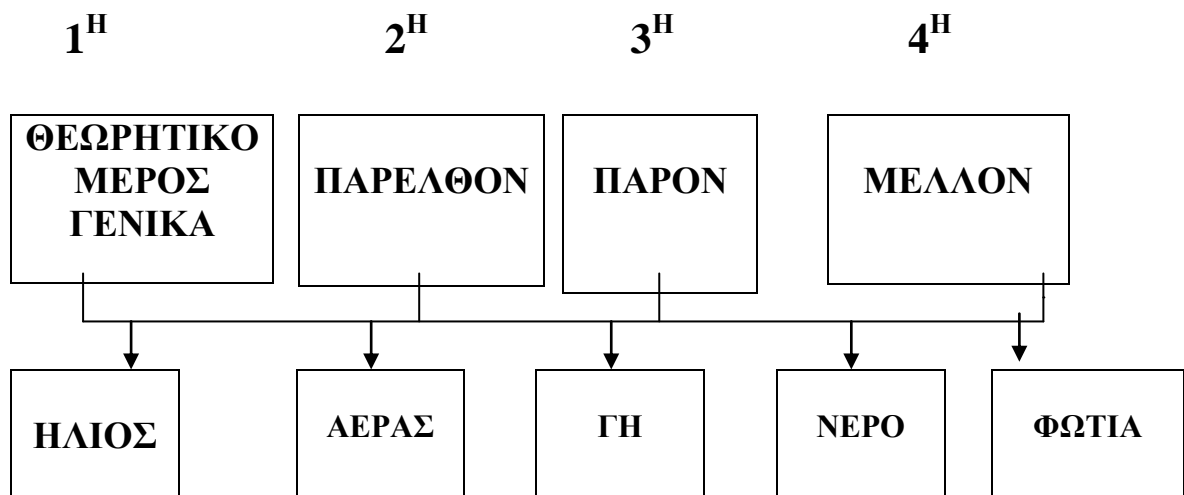 1Η 2Η 3Η 4Η
ΘΕΩΡΗΤΙΚΟ
ΜΕΡΟΣ
ΓΕΝΙΚΑ
ΠΑΡΕΛΘΟΝ
ΠΑΡΟΝ
ΜΕΛΛΟΝ
ΗΛΙΟΣ
ΑΕΡΑΣ
ΓΗ
ΝΕΡΟ
ΦΩΤΙΑ